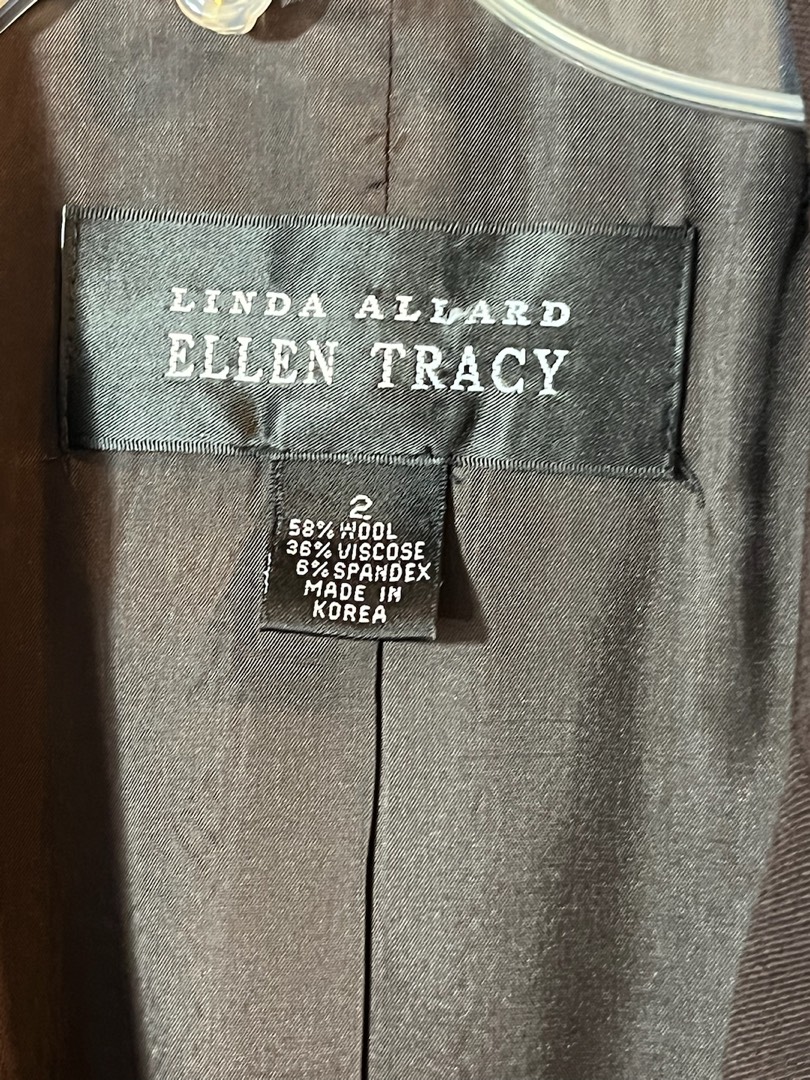 LINDA ALLARD
ELLEN TRACY
2
58% WOOL
36% VISCOSE
6% SPANDEX
MADE IN
KOREA